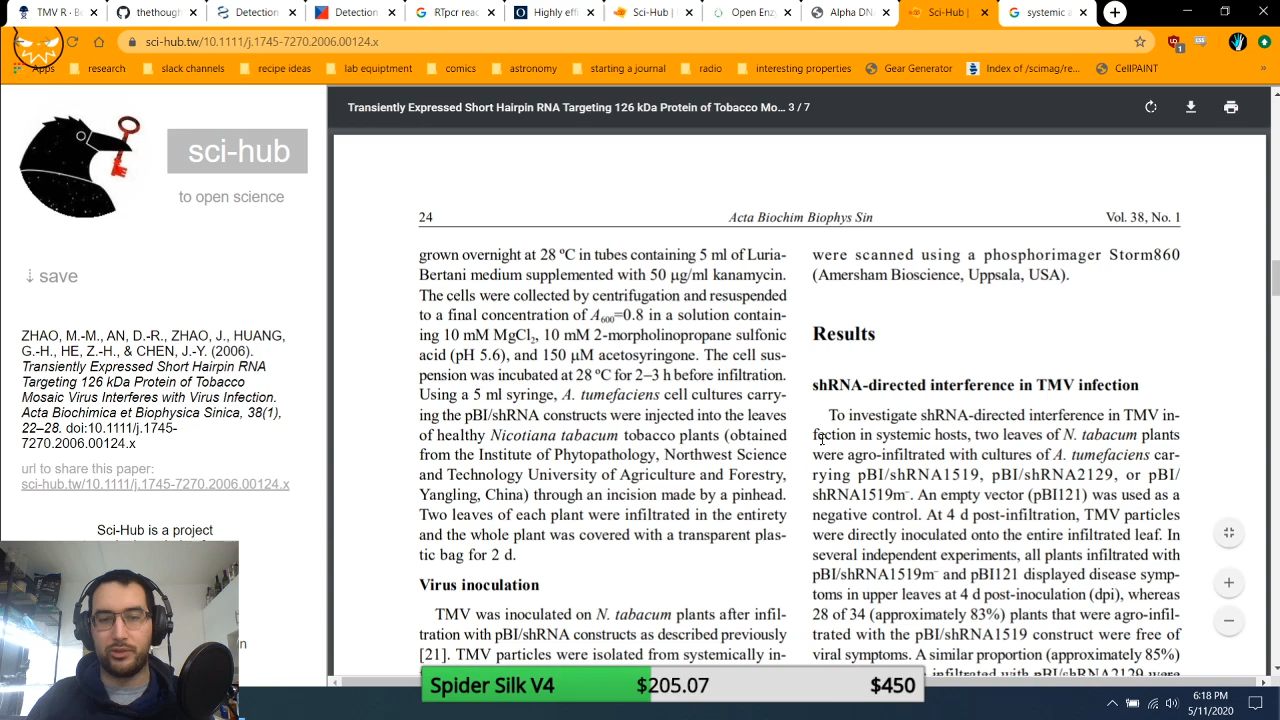 TMV R - B
thethought
Detection
Detection
RTpcr react
Highly effi
Sci-Hub |
Open Enz
Alpha DN
Sci-Hub |
systemic a
sci-hub.tw/10.1111/j.1745-7270.2006.00124.x
Apps
research
slack channels
recipe ideas
lab equiptment
comics
astronomy
starting a journal
radio
interesting properties
Gear Generator
Index of /scimag/re...
CellPAINT
»
sci-hub
to open science
↓ save
ZHAO, M.-M., AN, D.-R., ZHAO, J., HUANG,
G.-H., HE, Z.-H., & CHEN, J.-Y. (2006).
Transiently Expressed Short Hairpin RNA
Targeting 126 kDa Protein of Tobacco
Mosaic Virus Interferes with Virus Infection.
Acta Biochimica et Biophysica Sinica, 38(1),
22–28. doi:10.1111/j.1745-
7270.2006.00124.x
url to share this paper:
sci-hub.tw/10.1111/j.1745-7270.2006.00124.x
Sci-Hub is a project
Transiently Expressed Short Hairpin RNA Targeting 126 kDa Protein of Tobacco Mo... 3 / 7
24
Acta Biochim Biophys Sin
Vol. 38, No. 1
grown overnight at 28 ºC in tubes containing 5 ml of Luria-
Bertani medium supplemented with 50 μg/ml kanamycin.
The cells were collected by centrifugation and resuspended
to a final concentration of A600=0.8 in a solution contain-
ing 10 mM MgCl2, 10 mM 2-morpholinopropane sulfonic
acid (pH 5.6), and 150 μM acetosyringone. The cell sus-
pension was incubated at 28 ºC for 2–3 h before infiltration.
Using a 5 ml syringe, A. tumefaciens cell cultures carry-
ing the pBI/shRNA constructs were injected into the leaves
of healthy Nicotiana tabacum tobacco plants (obtained
from the Institute of Phytopathology, Northwest Science
and Technology University of Agriculture and Forestry,
Yangling, China) through an incision made by a pinhead.
Two leaves of each plant were infiltrated in the entirety
and the whole plant was covered with a transparent plas-
tic bag for 2 d.
Virus inoculation
TMV was inoculated on N. tabacum plants after infil-
tration with pBI/shRNA constructs as described previously
[21]. TMV particles were isolated from systemically in-
were scanned using a phosphorimager Storm860
(Amersham Bioscience, Uppsala, USA).
Results
shRNA-directed interference in TMV infection
To investigate shRNA-directed interference in TMV in-
fection in systemic hosts, two leaves of N. tabacum plants
were agro-infiltrated with cultures of A. tumefaciens car-
rying pBI/shRNA1519, pBI/shRNA2129, or pBI/
shRNA1519m⁻. An empty vector (pBI121) was used as a
negative control. At 4 d post-infiltration, TMV particles
were directly inoculated onto the entire infiltrated leaf. In
several independent experiments, all plants infiltrated with
pBI/shRNA1519m⁻ and pBI121 displayed disease symp-
toms in upper leaves at 4 d post-inoculation (dpi), whereas
28 of 34 (approximately 83%) plants that were agro-infil-
trated with the pBI/shRNA1519 construct were free of
viral symptoms. A similar proportion (approximately 85%)
infiltrated with pBI/shRNA2129 were
Spider Silk V4
$205.07
$450
6:18 PM
5/11/2020